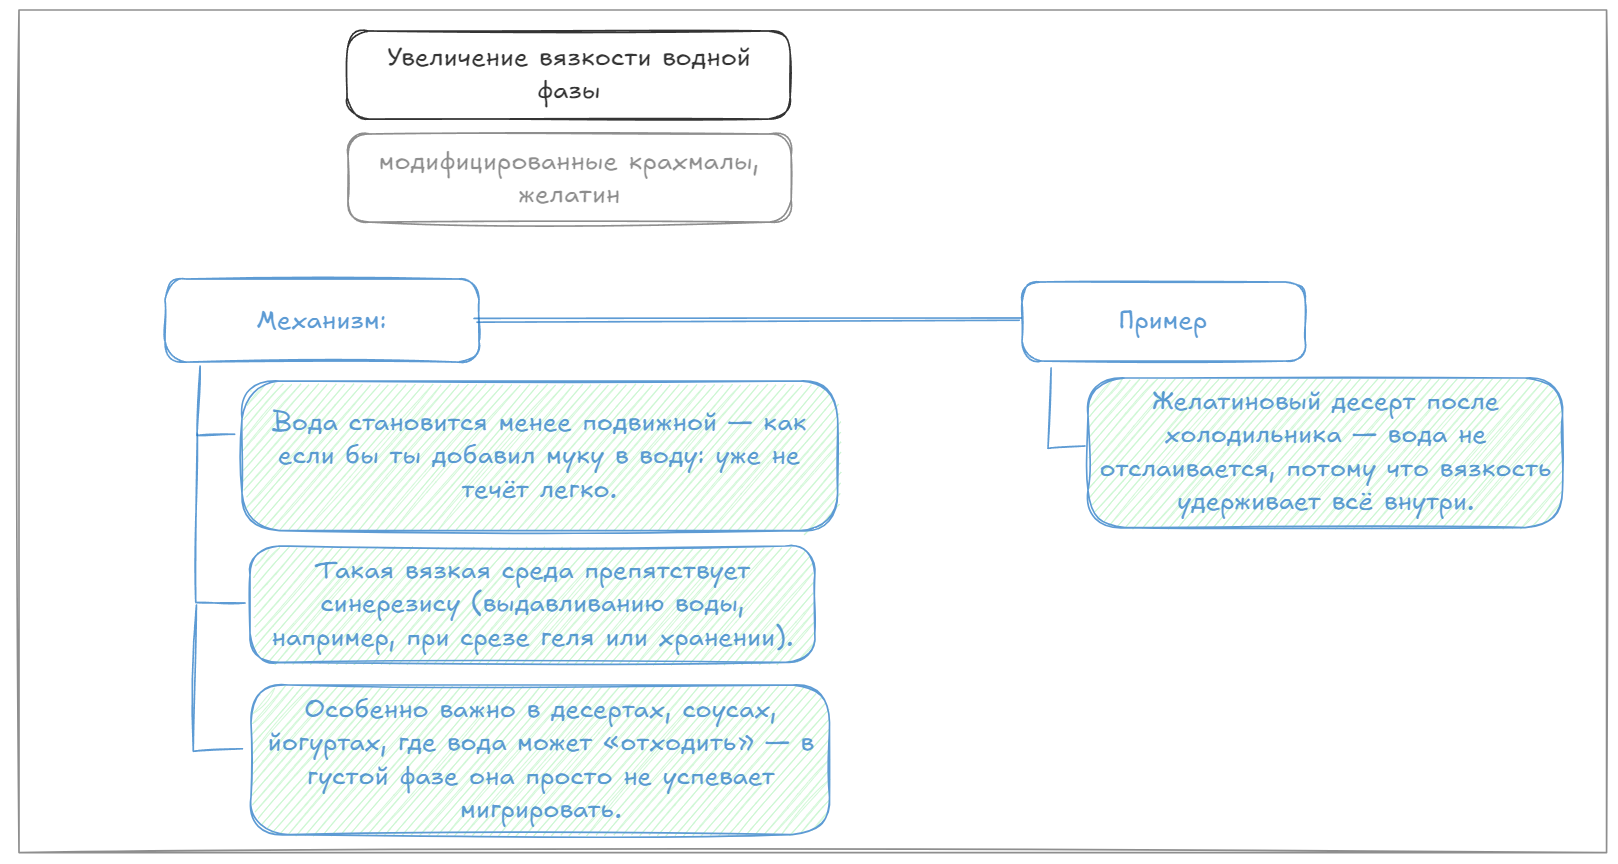 Увеличение вязкости водной
фазы
модифицированные крахмалы,
желатин
Механизм:
Вода становится менее подвижной — как
если бы ты добавил муку в воду: уже не
течёт легко.
Такая вязкая среда препятствует
синерезису (выдавливанию воды,
например, при срезе геля или хранении).
Особенно важно в десертах, соусах,
йогуртах, где вода может «отходить» — в
густой фазе она просто не успевает
мигрировать.
Пример
Желатиновый десерт после
холодильника — вода не
отслаивается, потому что вязкость
удерживает всё внутри.